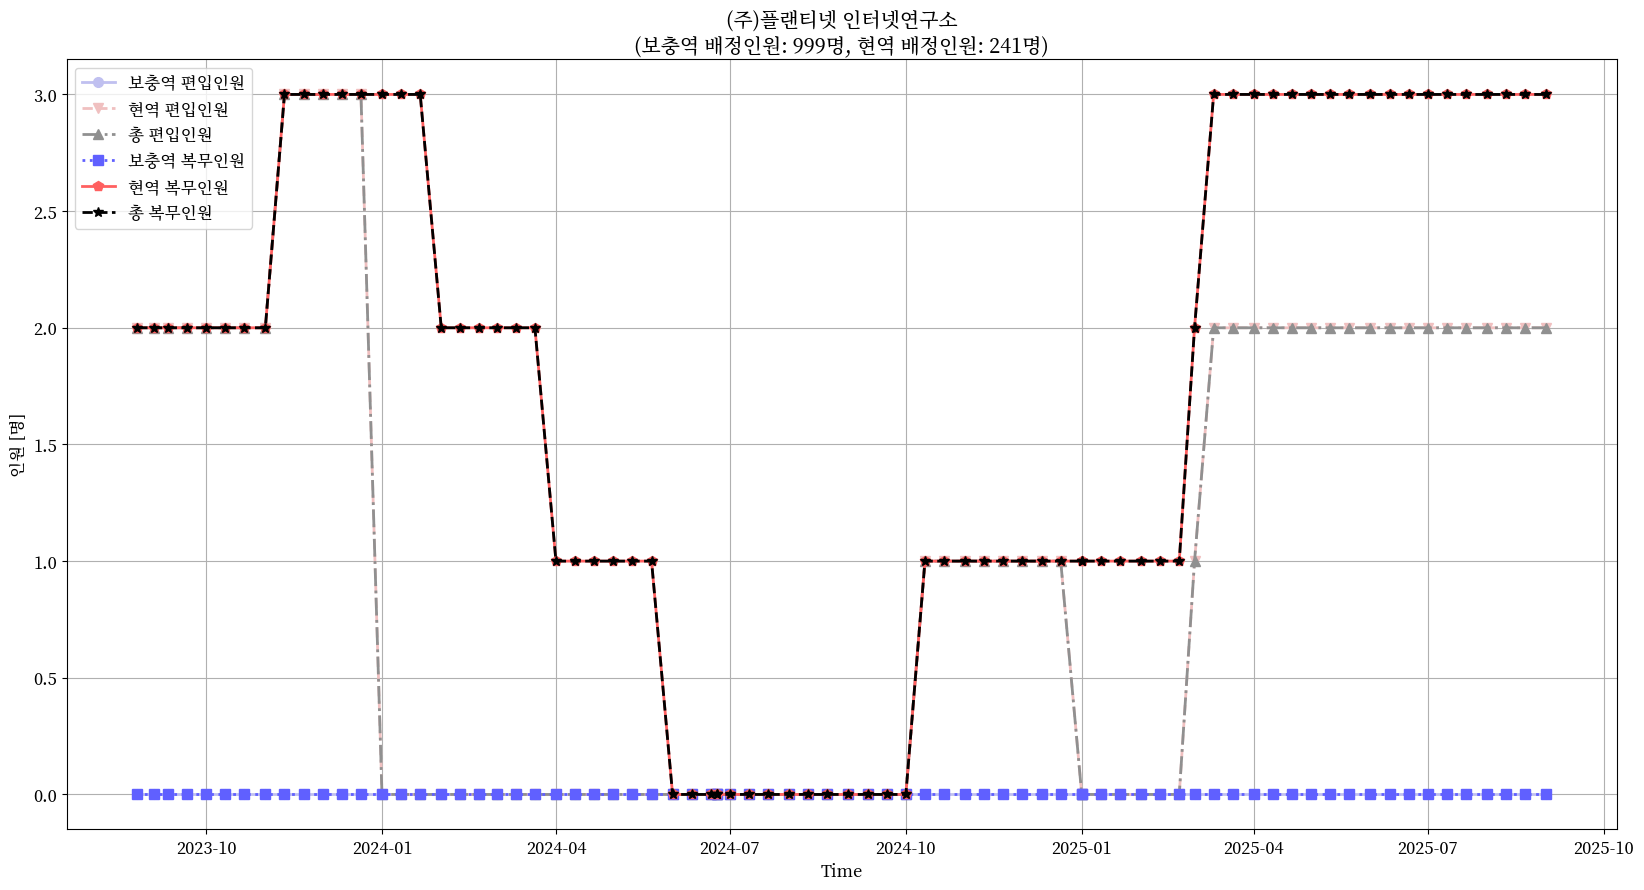 (주)플랜티넷 인터넷연구소
(보충역 배정인원: 999명, 현역 배정인원: 241명)
보충역 편입인원
현역 편입인원
총 편입인원
보충역 복무인원
현역 복무인원
총 복무인원
인원 [명]
3.0
2.5
2.0
1.5
1.0
0.5
0.0
2023-10
2024-01
2024-04
2024-07
2024-10
2025-01
2025-04
2025-07
2025-10
Time